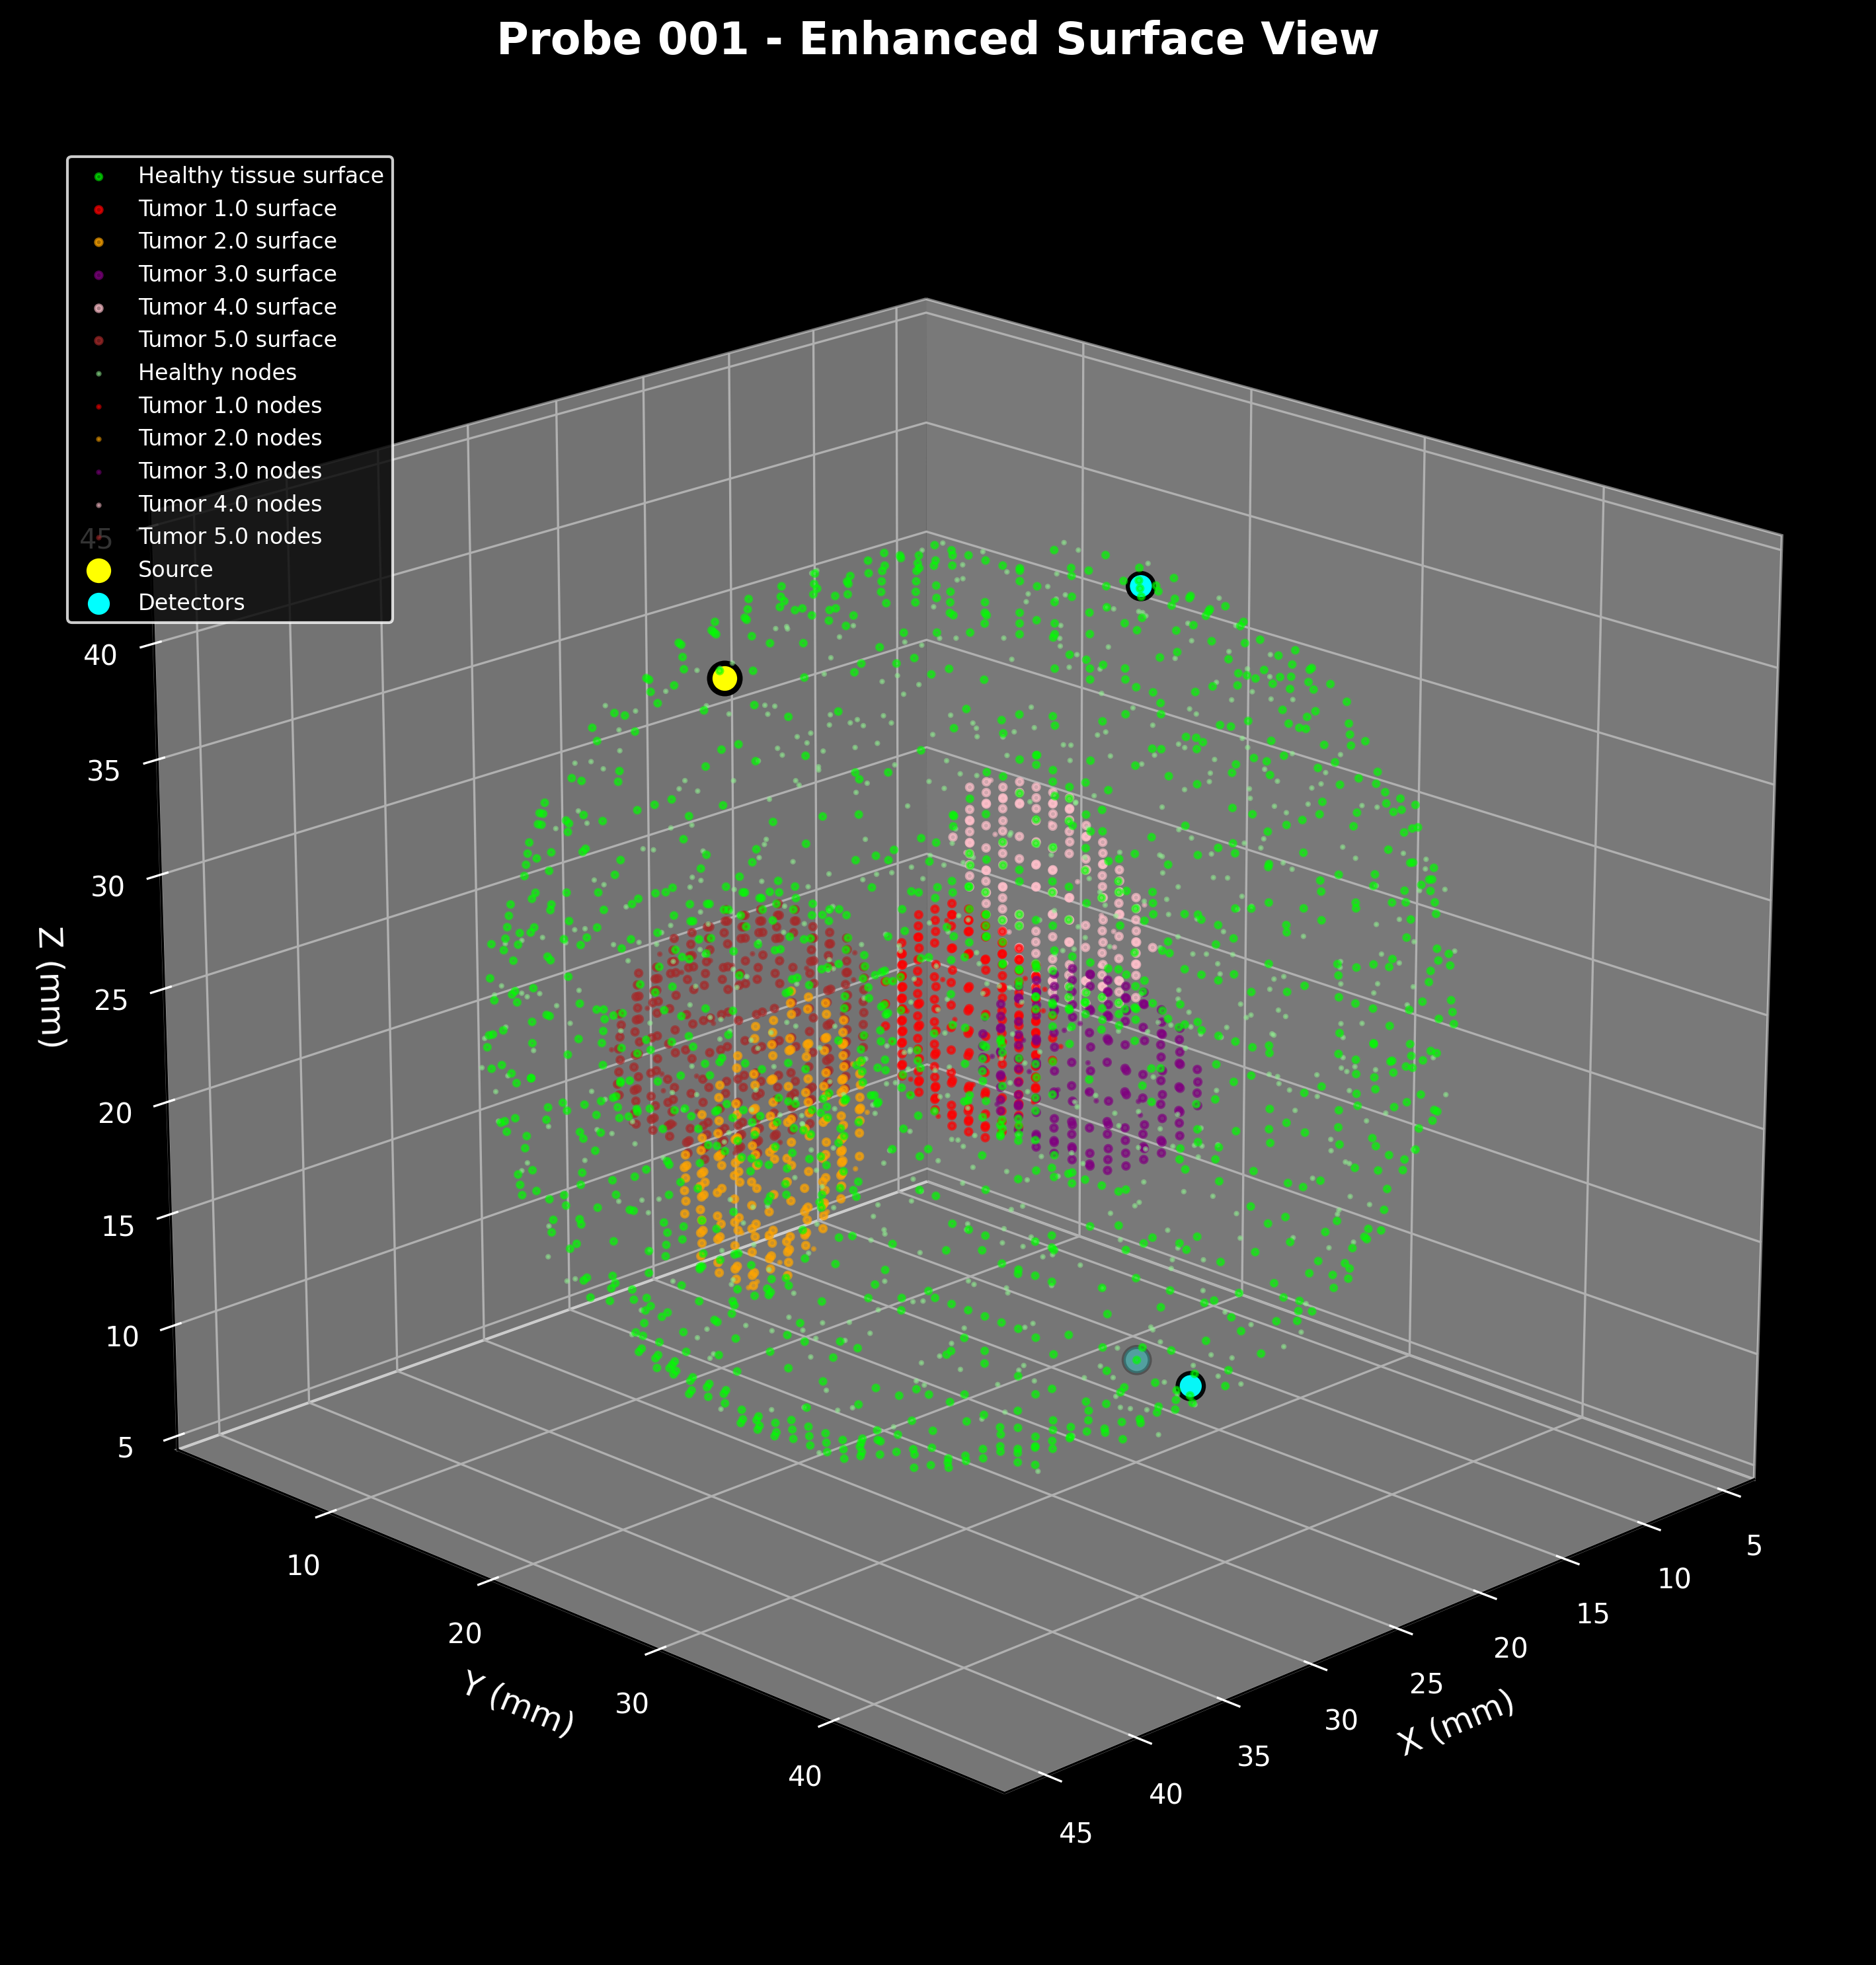 Probe 001 - Enhanced Surface View
Healthy tissue surface
Tumor 1.0 surface
Tumor 2.0 surface
Tumor 3.0 surface
Tumor 4.0 surface
Tumor 5.0 surface
Healthy nodes
Tumor 1.0 nodes
Tumor 2.0 nodes
Tumor 3.0 nodes
Tumor 4.0 nodes
Tumor 5.0 nodes
Source
Detectors
45
40
35
30
25
20
15
10
5
Z (mm)
10
20
30
40
Y (mm)
5
10
15
20
25
30
35
40
45
X (mm)